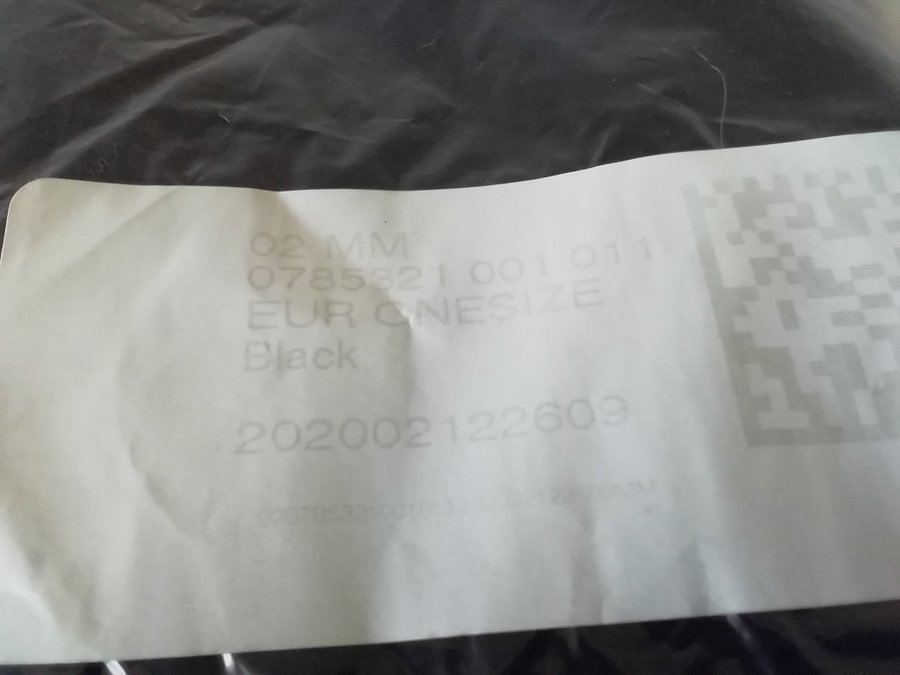 02 MM
0785321 001 011
EUR ONESIZE
Black
202002122609